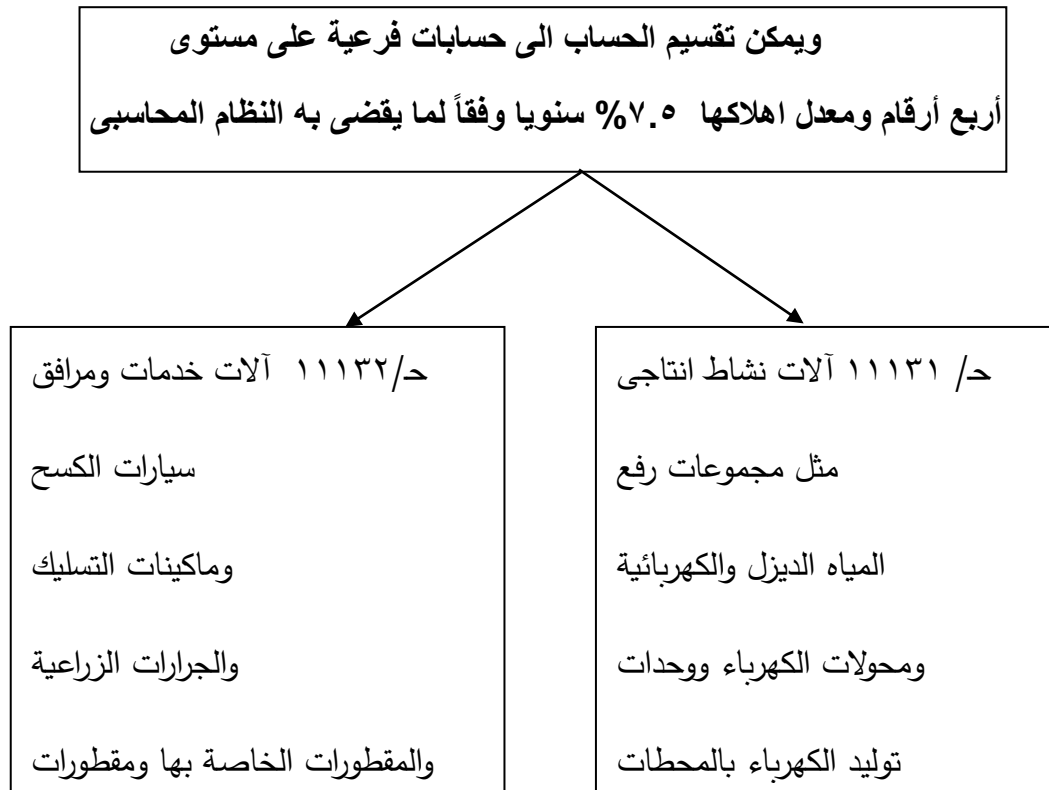 ويمكن تقسيم الحساب الى حسابات فرعية على مستوى
أربع أرقام ومعدل اهلاكها ٧.٥% سنويا وفقاً لما يقضى به النظام المحاسبى
حـ/ ١١١٣١ آلات نشاط انتاجى
مثل مجموعات رفع
المياه الديزل والكهربائية
ومحولات الكهرباء ووحدات
توليد الكهرباء بالمحطات
حـ/١١١٣٢ آلات خدمات ومرافق
سيارات الكسح
وماكينات التسليك
والجرارات الزراعية
والمقطورات الخاصة بها ومقطورات